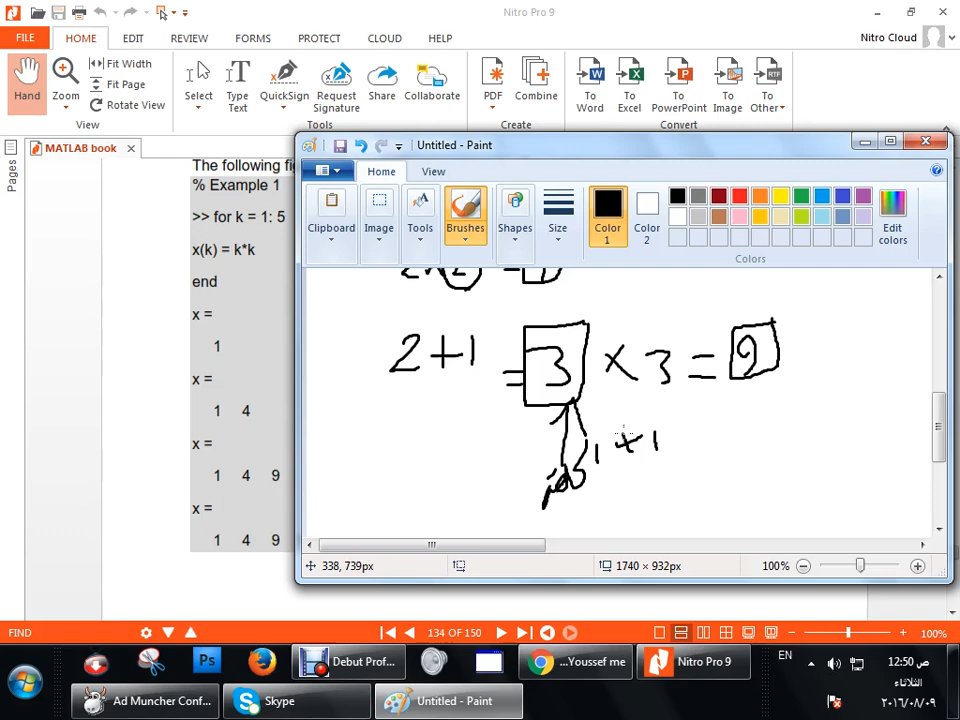 Nitro Pro 9
FILE HOME EDIT REVIEW FORMS PROTECT CLOUD HELP
Nitro Cloud
Hand
Zoom
Fit Width
Fit Page
Rotate View
View
Select
Type Text
QuickSign
Request Signature
Share
Collaborate
Tools
PDF
Combine
Create
To Word
To Excel
To PowerPoint
To Image
To Other
Convert
MATLAB book
Pages
The following fi
% Example 1
>> for k = 1: 5
x(k) = k*k
end
x =
1
x =
1 4
x =
1 4 9
x =
1 4 9
Untitled - Paint
Home View
Clipboard
Image
Tools
Brushes
Shapes
Size
Color 1
Color 2
Edit colors
Colors
2+1 = 3 × 3 = 9
1 + 1
338, 739px
1740 × 932px
100%
FIND
134 OF 150
100%
Debut Prof...
...Youssef me
Nitro Pro 9
EN
12:50 ص
الثلاثاء
٢٠١٦/٠٨/٠٩
Ad Muncher Conf...
Skype
Untitled - Paint